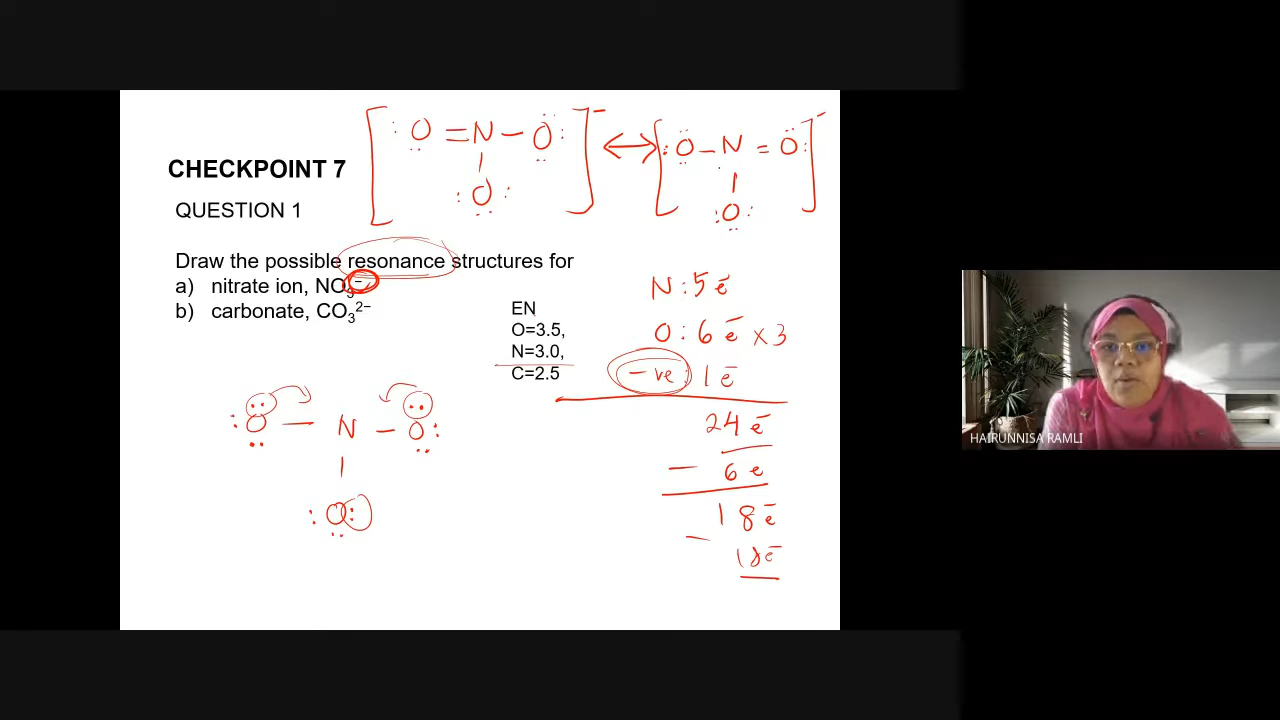 [:O=N-O:]⁻ ↔ [:O-N=O:]⁻
:O: :O:
CHECKPOINT 7
QUESTION 1
Draw the possible resonance structures for
a) nitrate ion, NO₃⁻
b) carbonate, CO₃²⁻
EN
O=3.5,
N=3.0,
C=2.5
N : 5 e⁻
O : 6 e⁻ x 3
-ve : 1 e⁻
24 e⁻
- 6 e
18 e⁻
- 18 e⁻
:O - N - O:
:O:
HAIRUNNISA RAMLI